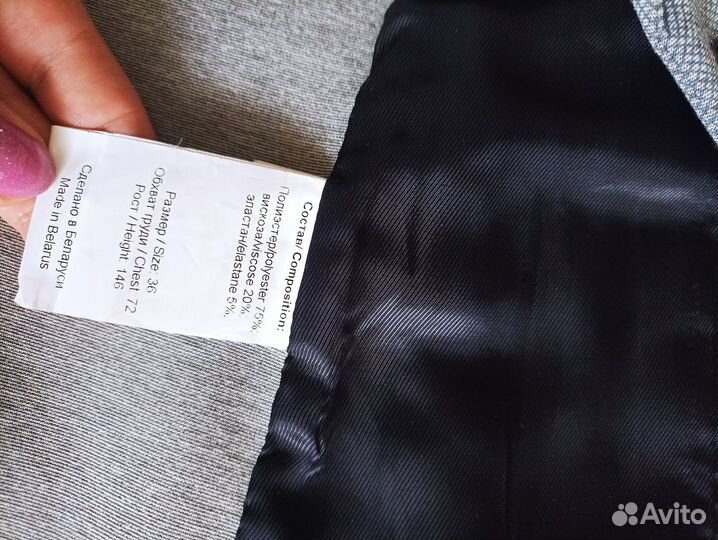 Состав/ Composition:
Полиэстер/polyester 75%;
вискоза/viscose 20%;
эластан/elastane 5%.
Размер / Size: 36
Обхват груди / Chest: 72
Рост / Height: 146
Сделано в Беларуси
Made in Belarus
Avito